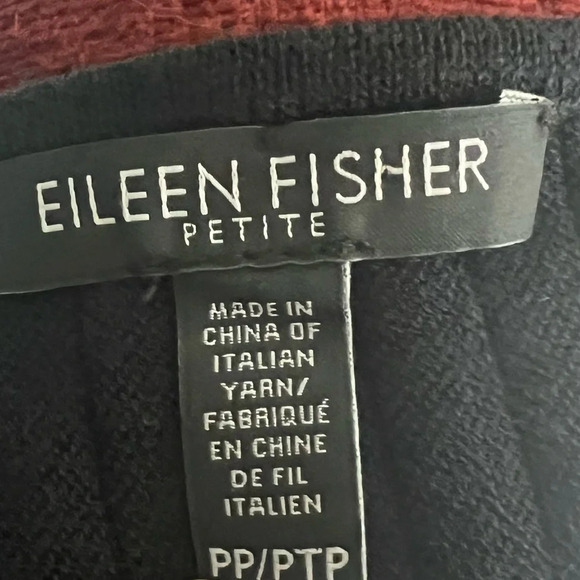 EILEEN FISHER
PETITE
MADE IN
CHINA OF
ITALIAN
YARN/
FABRIQUÉ
EN CHINE
DE FIL
ITALIEN
PP/PTP